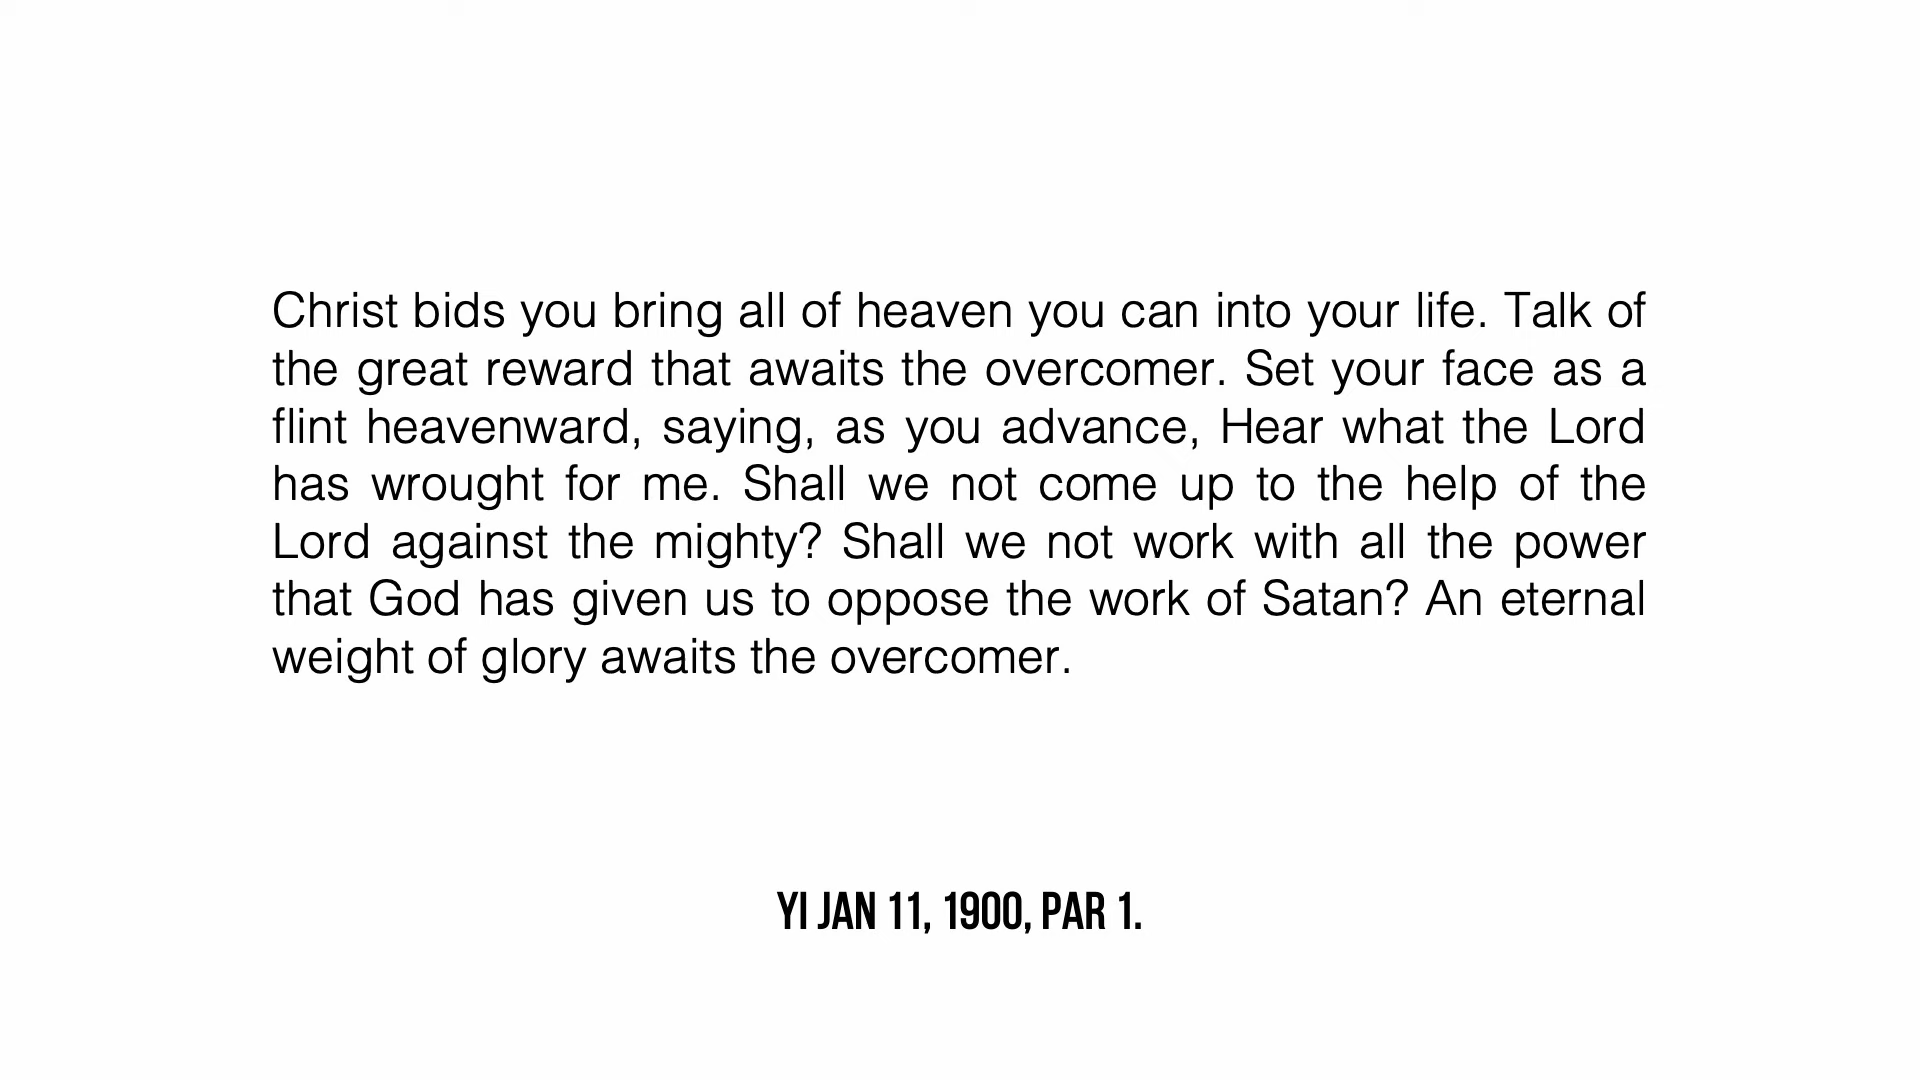 Christ bids you bring all of heaven you can into your life. Talk of
the great reward that awaits the overcomer. Set your face as a
flint heavenward, saying, as you advance, Hear what the Lord
has wrought for me. Shall we not come up to the help of the
Lord against the mighty? Shall we not work with all the power
that God has given us to oppose the work of Satan? An eternal
weight of glory awaits the overcomer.
YI JAN 11, 1900, PAR 1.